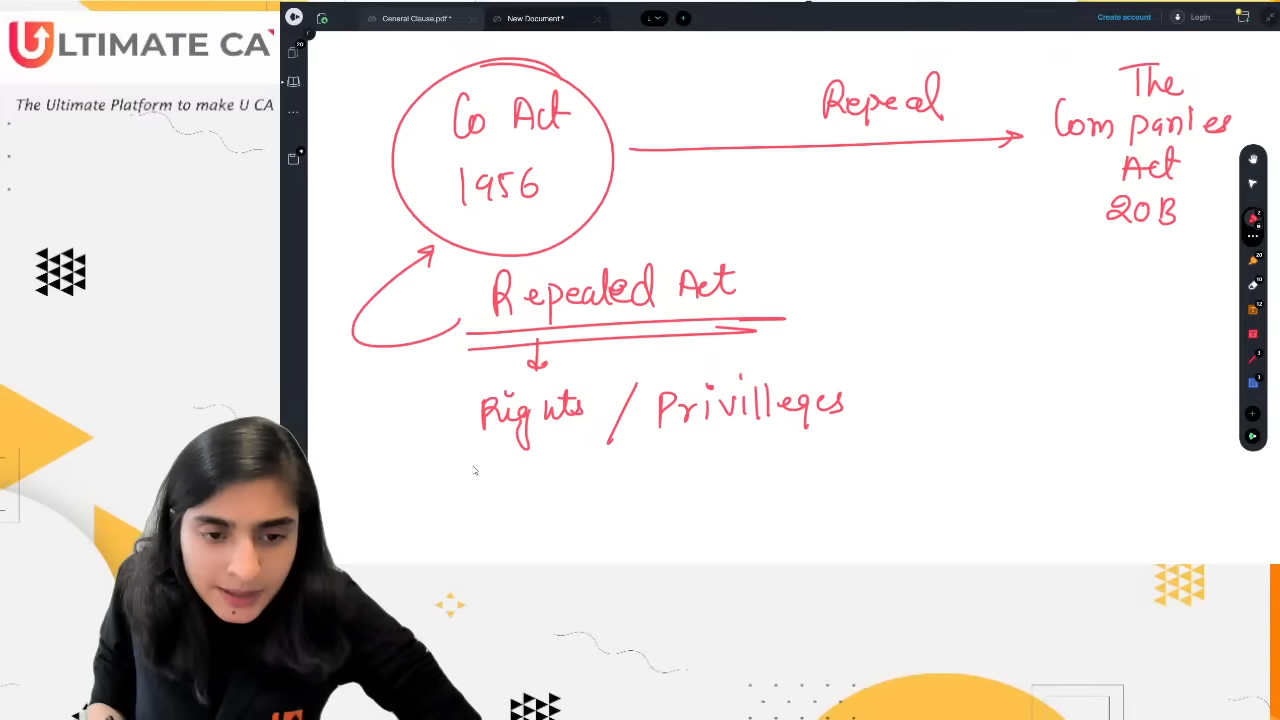 ULTIMATE CA
The Ultimate Platform to make U CA
General Clause.pdf *
New Document*
Create account
Login
Co Act
1956
Repeal
The
Companies
Act
2013
Repealed Act
Rights / Privilleges